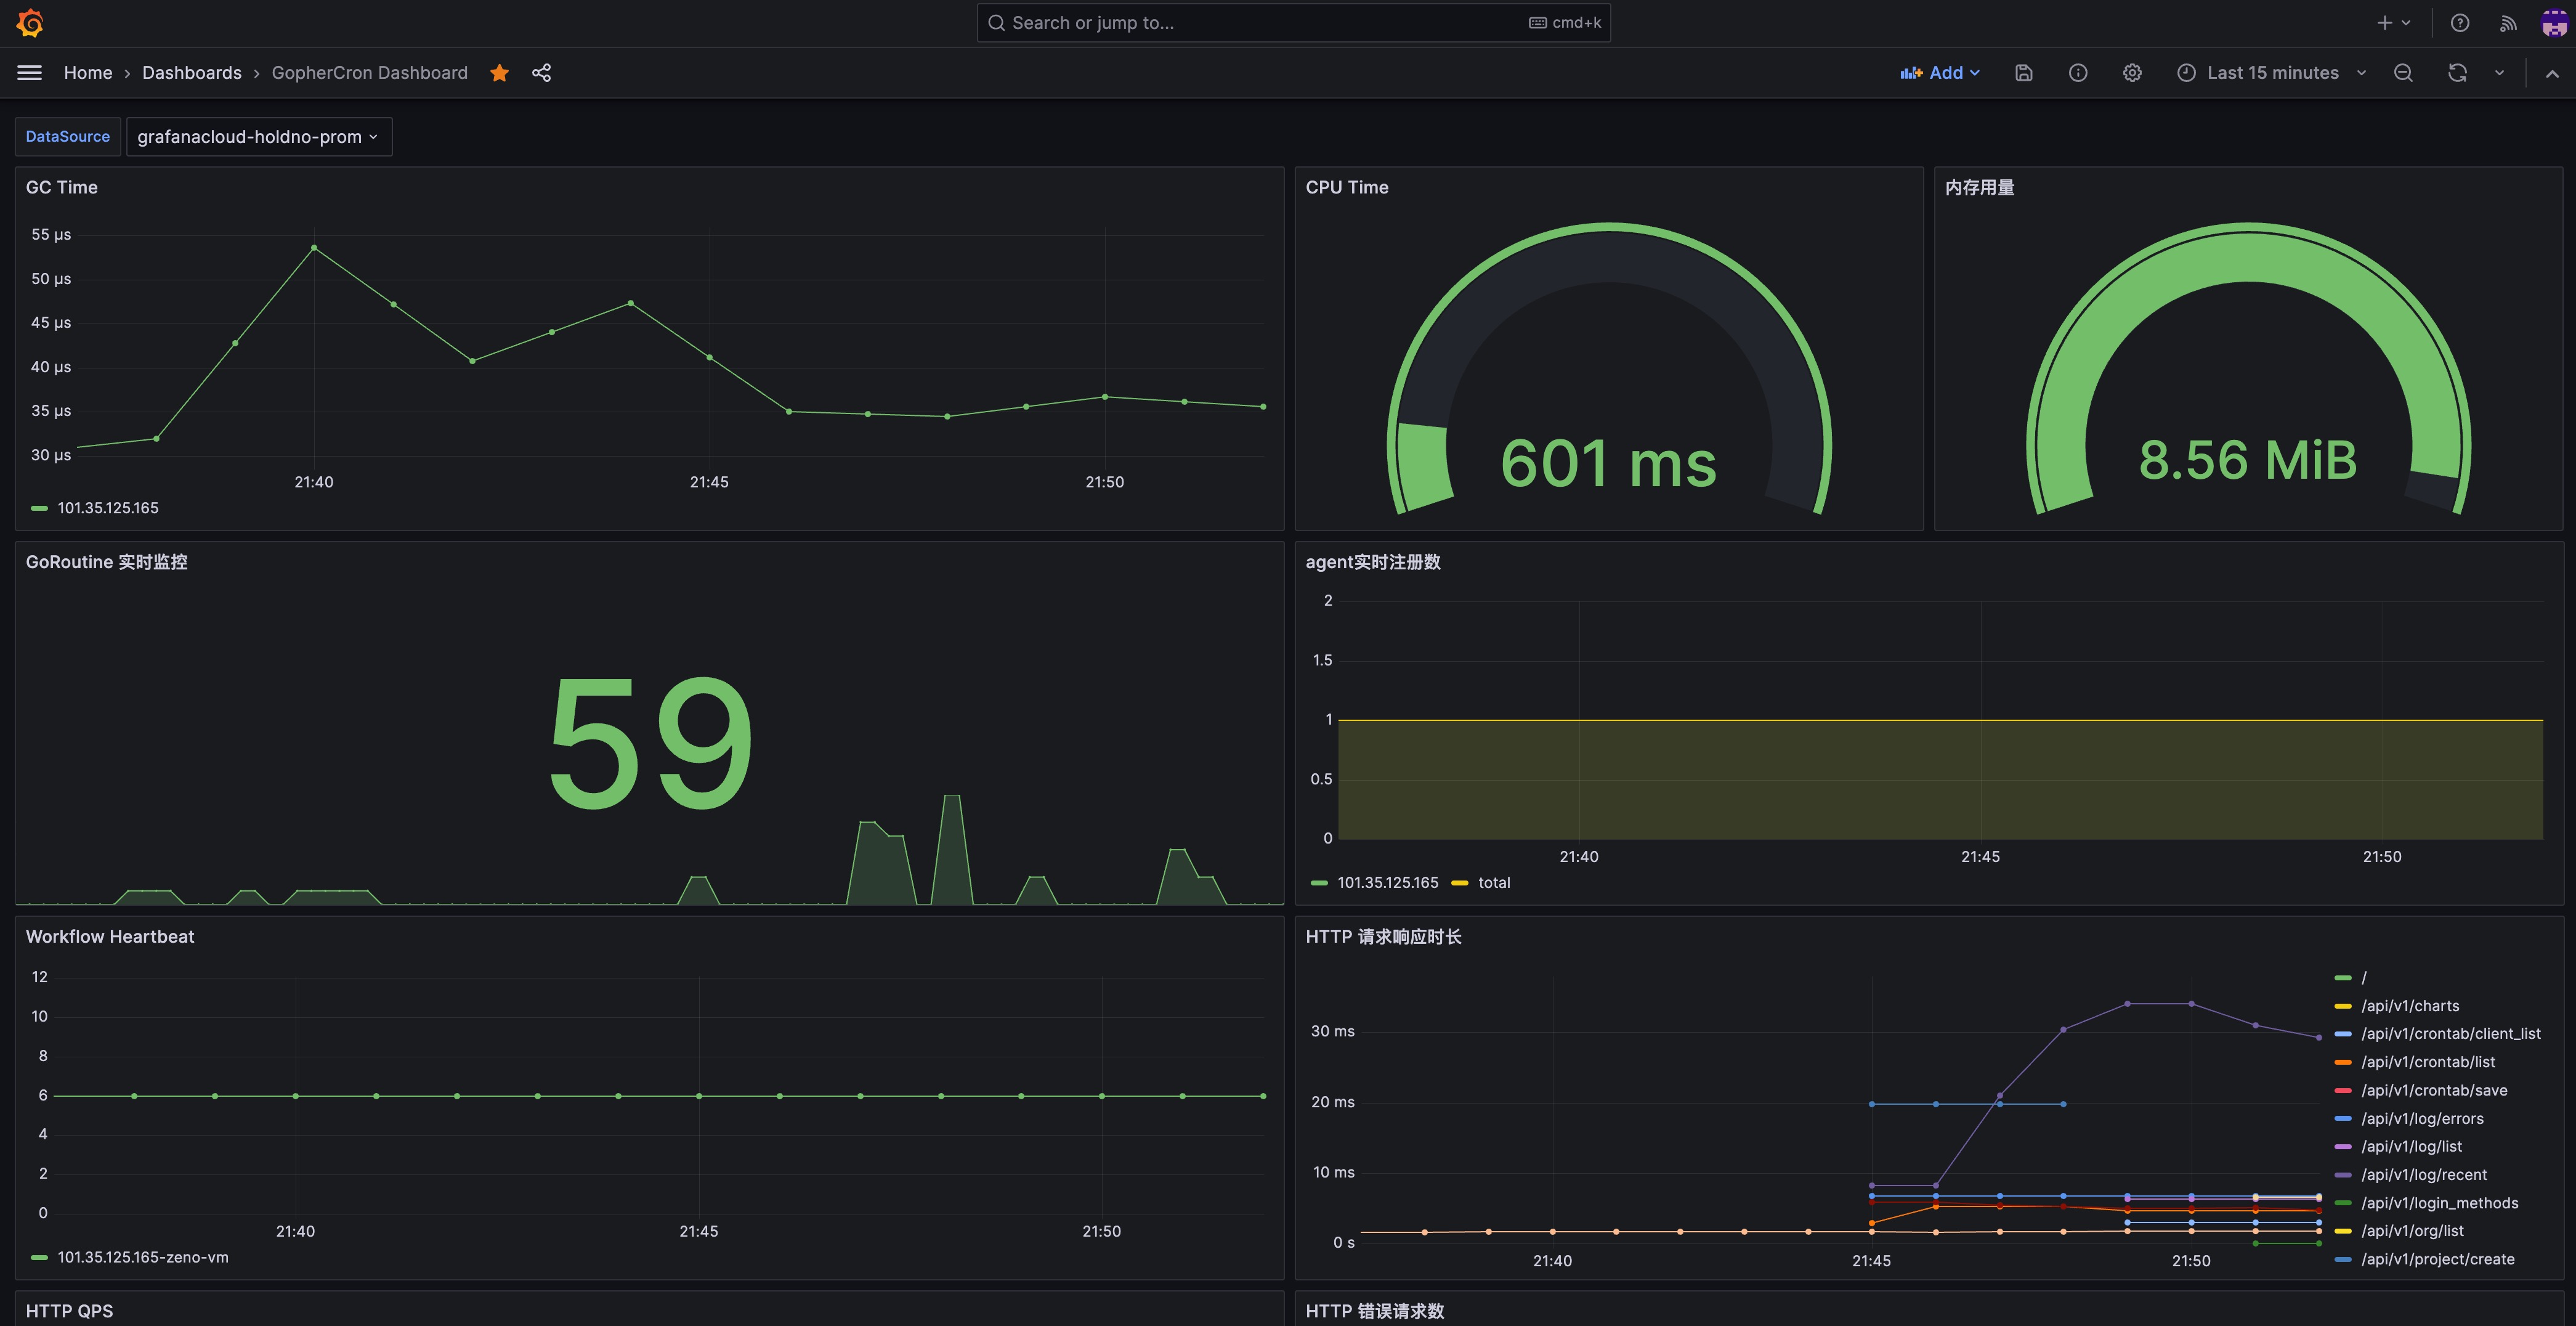 Search or jump to...
cmd+k
Home
Dashboards
GopherCron Dashboard
Add
Last 15 minutes
DataSource
grafanacloud-holdno-prom
GC Time
55 µs
50 µs
45 µs
40 µs
35 µs
30 µs
21:40
21:45
21:50
101.35.125.165
CPU Time
601 ms
内存用量
8.56 MiB
GoRoutine 实时监控
59
agent实时注册数
2
1.5
1
0.5
0
21:40
21:45
21:50
101.35.125.165
total
Workflow Heartbeat
12
10
8
6
4
2
0
21:40
21:45
21:50
101.35.125.165-zeno-vm
HTTP 请求响应时长
30 ms
20 ms
10 ms
0 s
21:40
21:45
21:50
/
/api/v1/charts
/api/v1/crontab/client_list
/api/v1/crontab/list
/api/v1/crontab/save
/api/v1/log/errors
/api/v1/log/list
/api/v1/log/recent
/api/v1/login_methods
/api/v1/org/list
/api/v1/project/create
HTTP QPS
HTTP 错误请求数